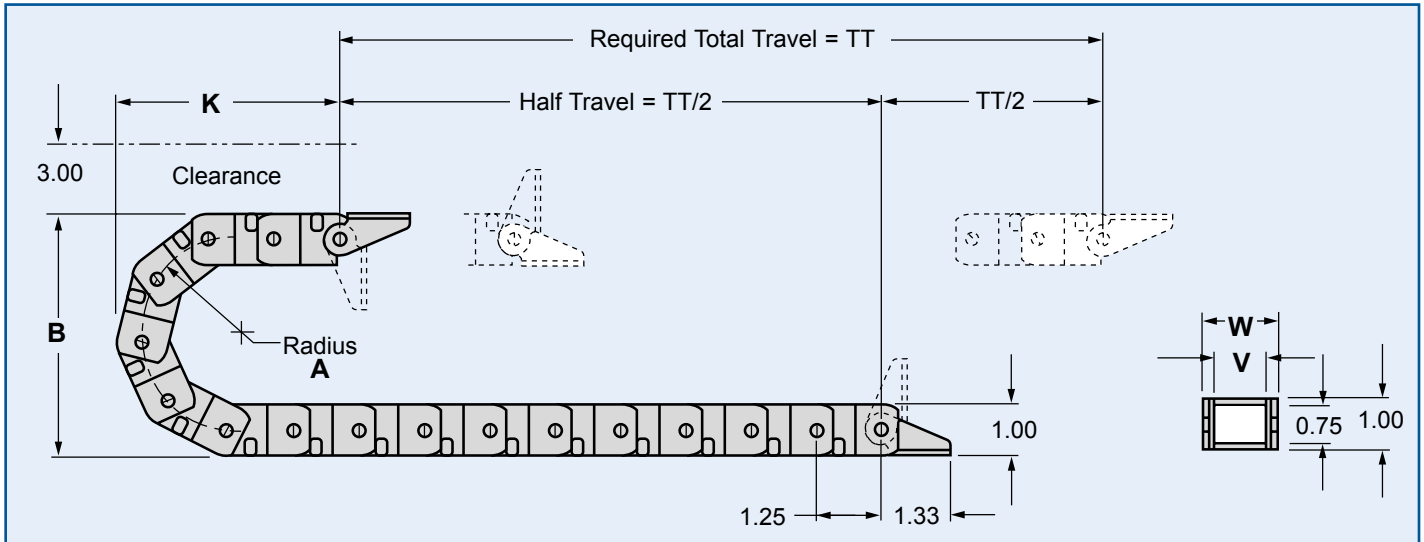 Required Total Travel = TT
K
Half Travel = TT/2
TT/2
3.00
Clearance
B
Radius
A
W
V
1.00
0.75
1.00
1.25
1.33